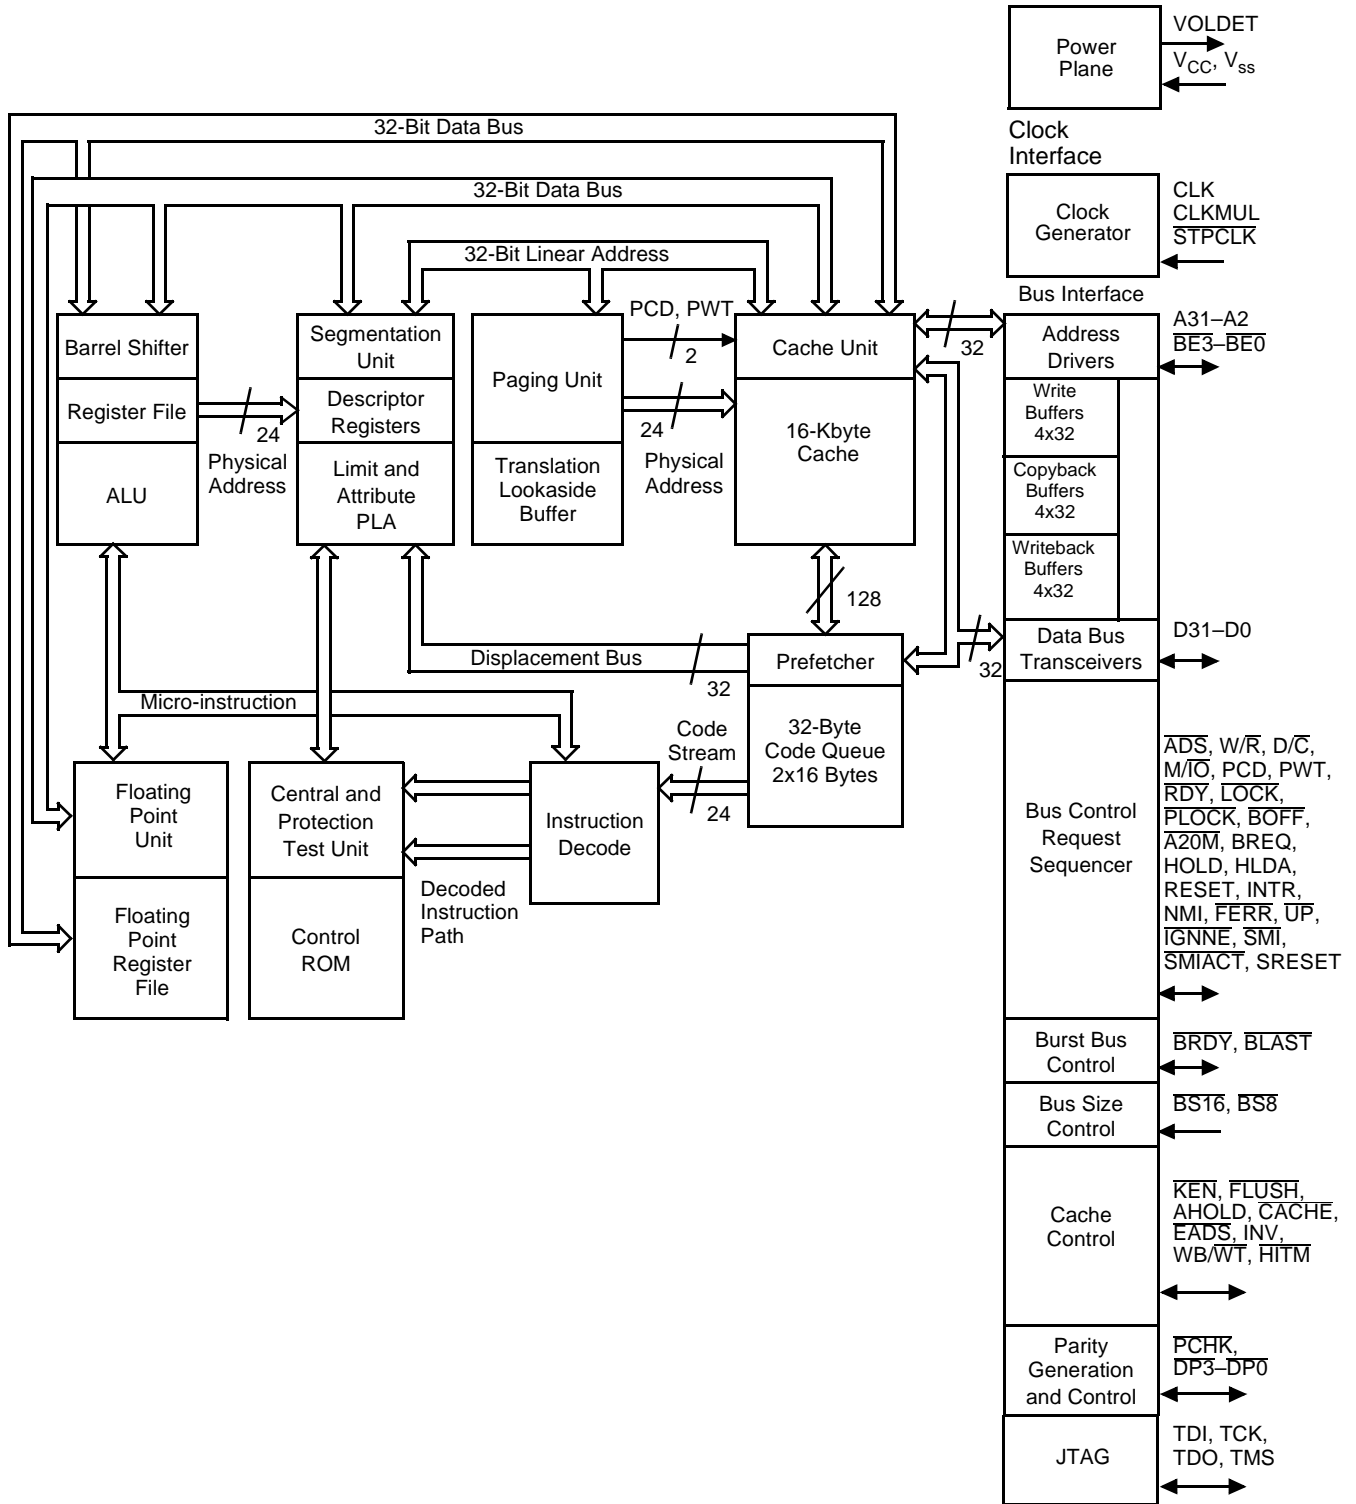 Power
Plane
VOLDET
VCC, Vss
Clock
Interface
Clock
Generator
CLK
CLKMUL
STPCLK
Bus Interface
32-Bit Data Bus
32-Bit Data Bus
32-Bit Linear Address
Barrel Shifter
Register File
ALU
24
Physical
Address
Segmentation
Unit
Descriptor
Registers
Limit and
Attribute
PLA
Paging Unit
Translation
Lookaside
Buffer
PCD, PWT
2
24
Physical
Address
Cache Unit
16-Kbyte
Cache
32
Address
Drivers
A31–A2
BE3–BE0
Write
Buffers
4x32
Copyback
Buffers
4x32
Writeback
Buffers
4x32
128
Displacement Bus
32
Prefetcher
32-Byte
Code Queue
2x16 Bytes
32
Data Bus
Transceivers
D31–D0
Micro-instruction
Code
Stream
24
Floating
Point
Unit
Floating
Point
Register
File
Central and
Protection
Test Unit
Control
ROM
Instruction
Decode
Decoded
Instruction
Path
Bus Control
Request
Sequencer
ADS, W/R, D/C,
M/IO, PCD, PWT,
RDY, LOCK,
PLOCK, BOFF,
A20M, BREQ,
HOLD, HLDA,
RESET, INTR,
NMI, FERR, UP,
IGNNE, SMI,
SMIACT, SRESET
Burst Bus
Control
BRDY, BLAST
Bus Size
Control
BS16, BS8
Cache
Control
KEN, FLUSH,
AHOLD, CACHE,
EADS, INV,
WB/WT, HITM
Parity
Generation
and Control
PCHK,
DP3–DP0
JTAG
TDI, TCK,
TDO, TMS